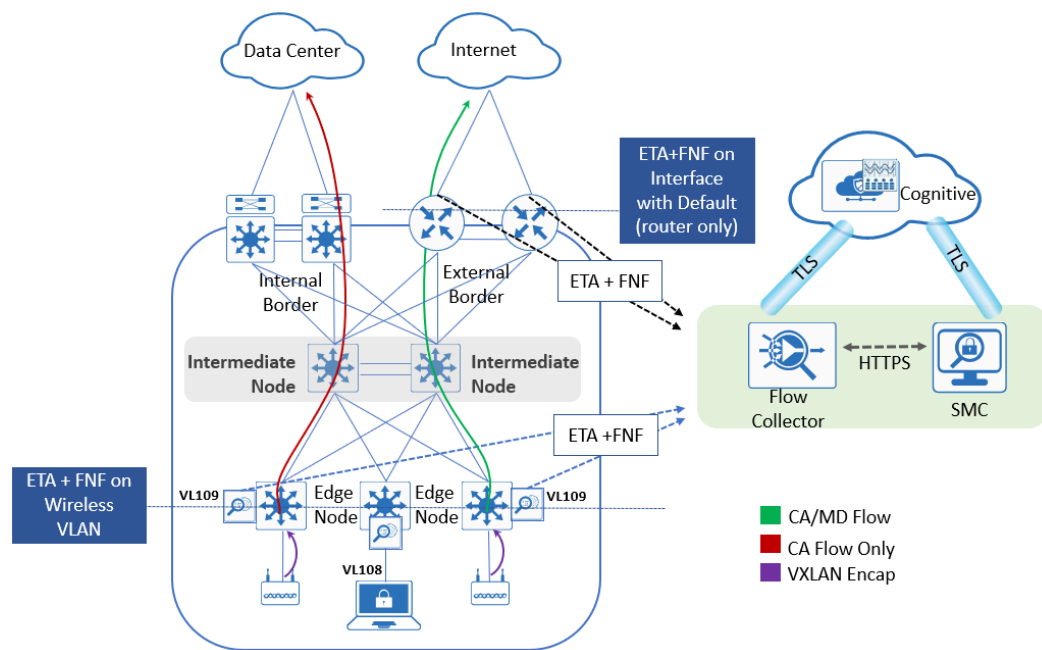 Data Center
Internet
ETA+FNF on
Interface
with Default
(router only)
Cognitive
TLS
TLS
Internal
Border
External
Border
ETA + FNF
Intermediate
Node
Intermediate
Node
HTTPS
Flow
Collector
SMC
ETA +FNF
ETA + FNF on
Wireless
VLAN
VL109
Edge
Node
Edge
Node
VL109
VL108
CA/MD Flow
CA Flow Only
VXLAN Encap